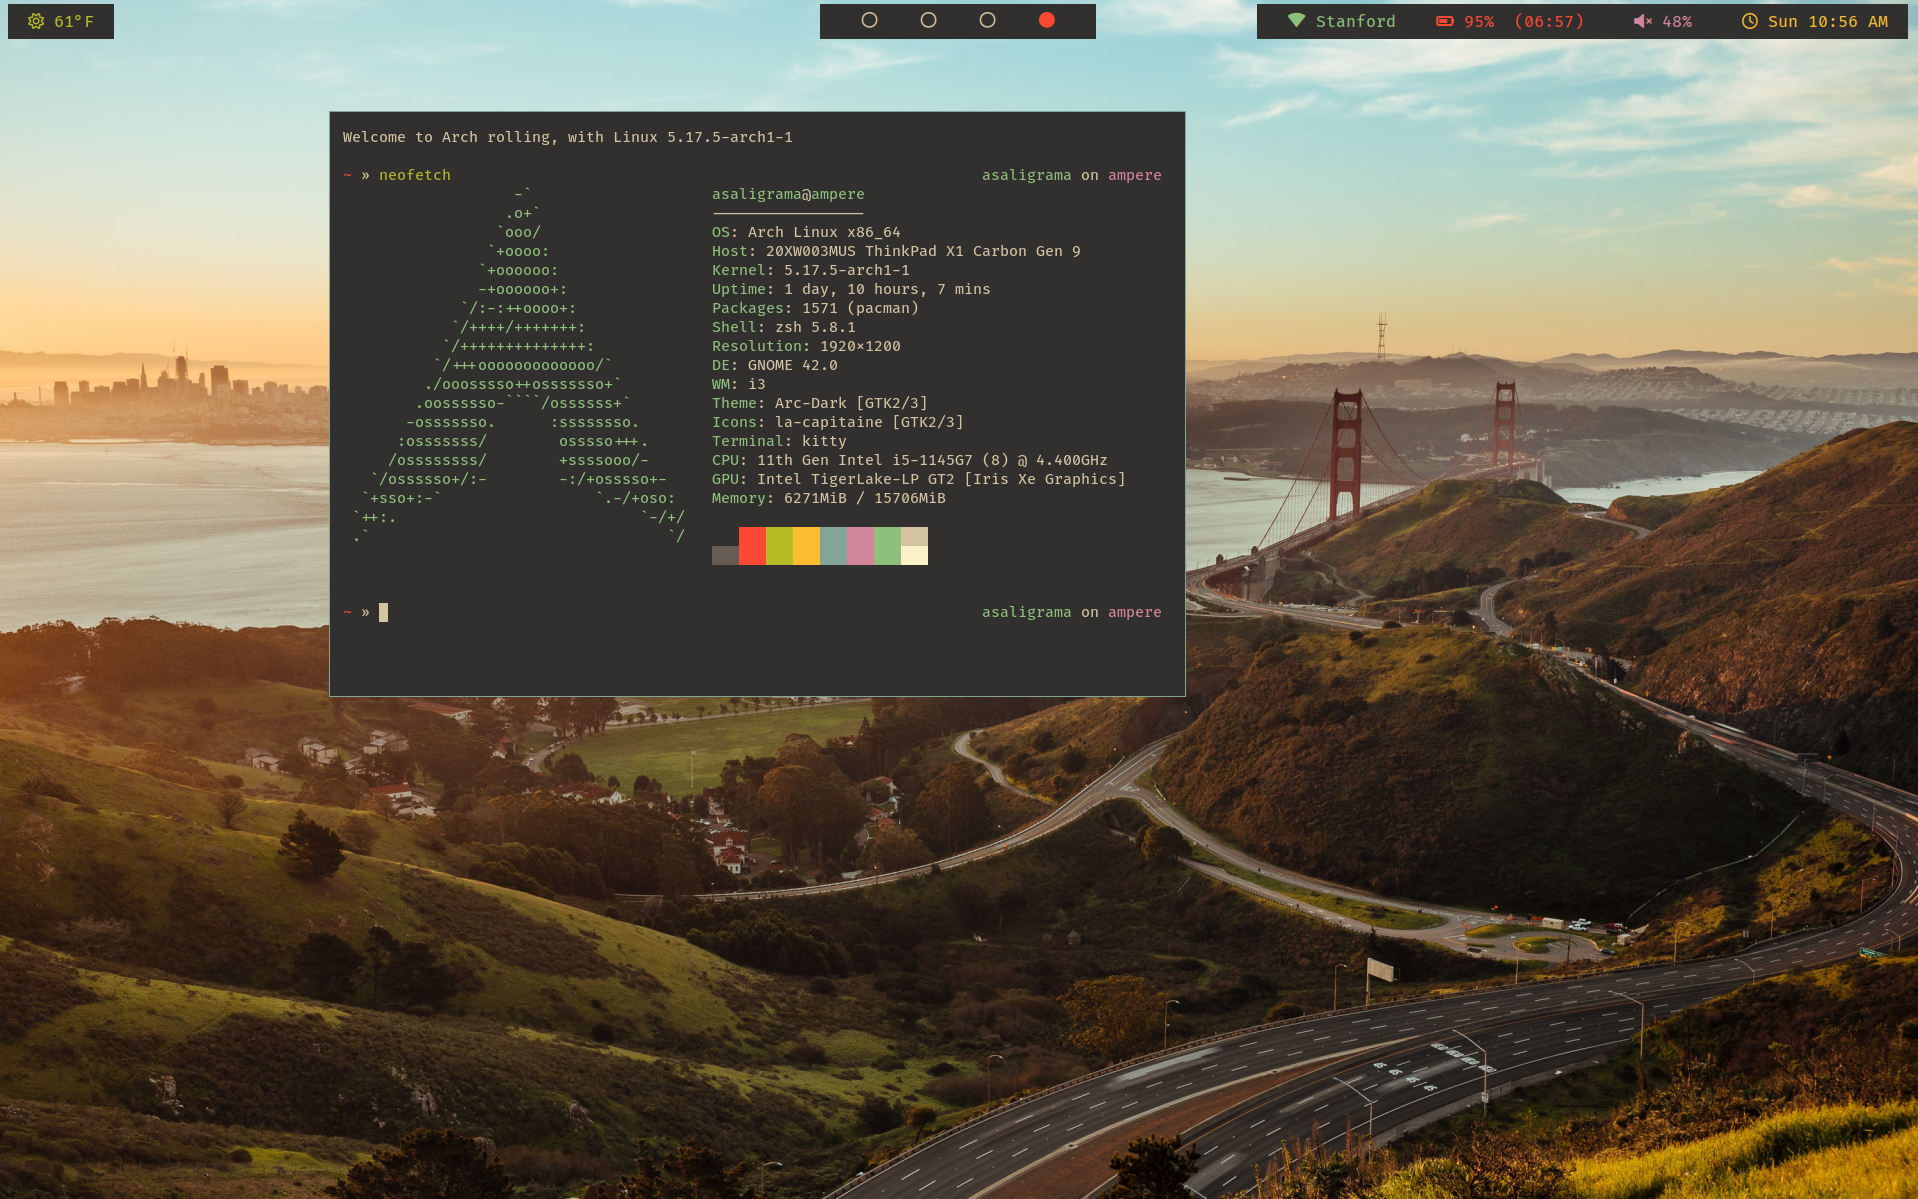 61°F
Stanford 95% (06:57) 48% Sun 10:56 AM
Welcome to Arch rolling, with Linux 5.17.5-arch1-1
~ » neofetch asaligrama on ampere
-`
.o+`
`ooo/
`+oooo:
`+oooooo:
-+oooooo+:
`/:-:++oooo+:
`/++++/+++++++:
`/++++++++++++++:
`/+++ooooooooooooo/`
./ooosssso++osssssso+`
.oossssso-````/ossssss+`
-osssssso. :ssssssso.
:osssssss/ osssso+++.
/ossssssss/ +ssssooo/-
`/ossssso+/:- -:/+osssso+-
`+sso+:-` `.-/+oso:
`++:. `-/+/
.` `/
asaligrama@ampere
-----------------
OS: Arch Linux x86_64
Host: 20XW003MUS ThinkPad X1 Carbon Gen 9
Kernel: 5.17.5-arch1-1
Uptime: 1 day, 10 hours, 7 mins
Packages: 1571 (pacman)
Shell: zsh 5.8.1
Resolution: 1920×1200
DE: GNOME 42.0
WM: i3
Theme: Arc-Dark [GTK2/3]
Icons: la-capitaine [GTK2/3]
Terminal: kitty
CPU: 11th Gen Intel i5-1145G7 (8) @ 4.400GHz
GPU: Intel TigerLake-LP GT2 [Iris Xe Graphics]
Memory: 6271MiB / 15706MiB
~ » asaligrama on ampere